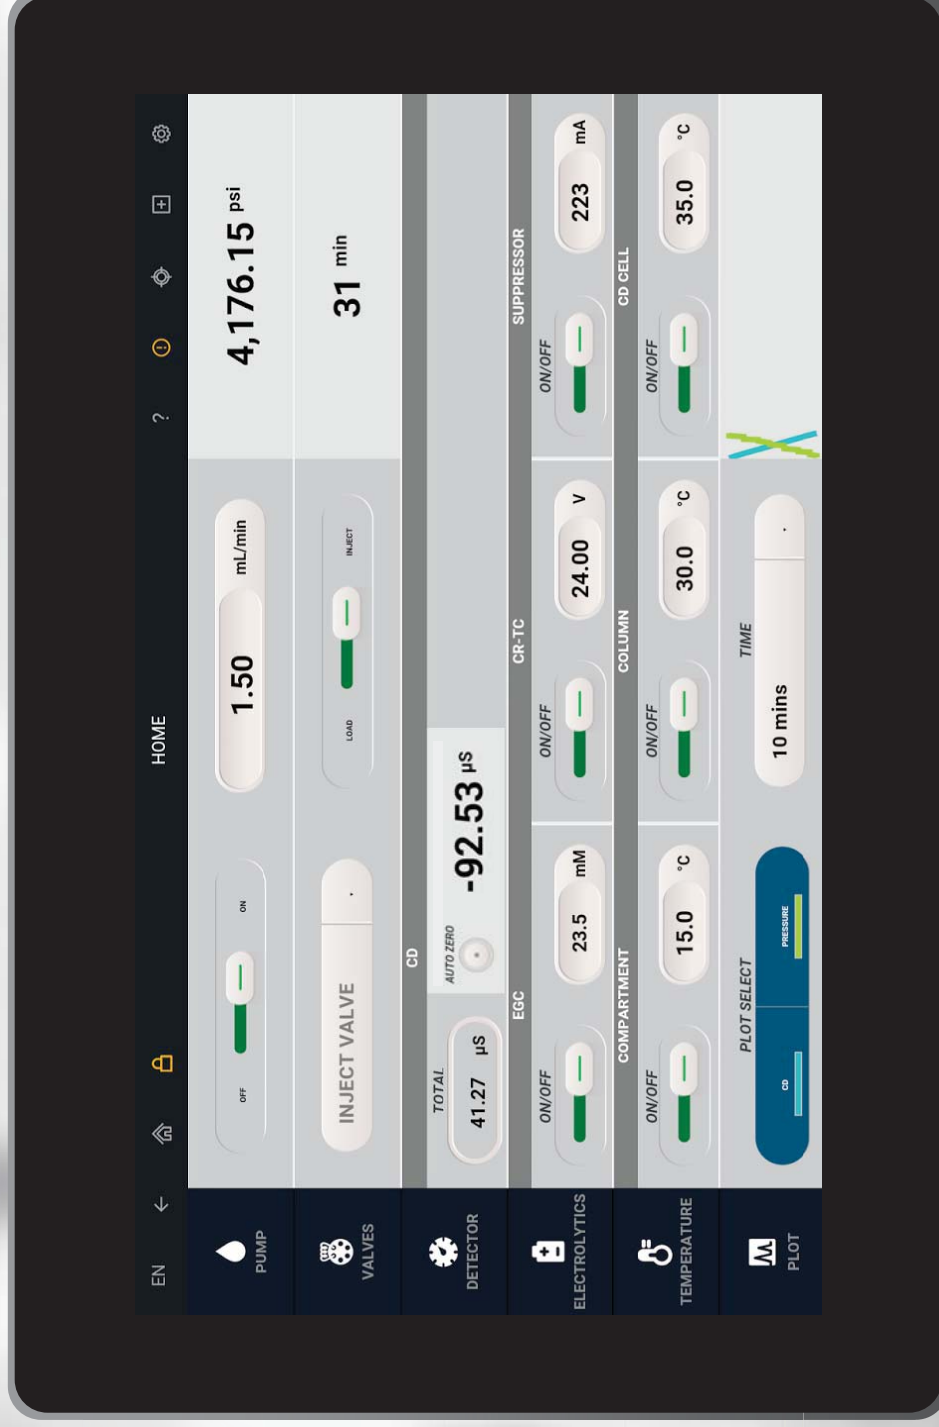 EN HOME ?
PUMP
OFF ON
1.50 mL/min
4,176.15 psi
VALVES
INJECT VALVE
LOAD INJECT
31 min
CD
DETECTOR
TOTAL
41.27 µS
AUTO ZERO
-92.53 µS
ELECTROLYTICS
EGC CR-TC SUPPRESSOR
ON/OFF ON/OFF ON/OFF
23.5 mM 24.00 V 223 mA
TEMPERATURE
COMPARTMENT COLUMN CD CELL
ON/OFF ON/OFF ON/OFF
15.0 °C 30.0 °C 35.0 °C
PLOT
PLOT SELECT TIME
CD PRESSURE 10 mins